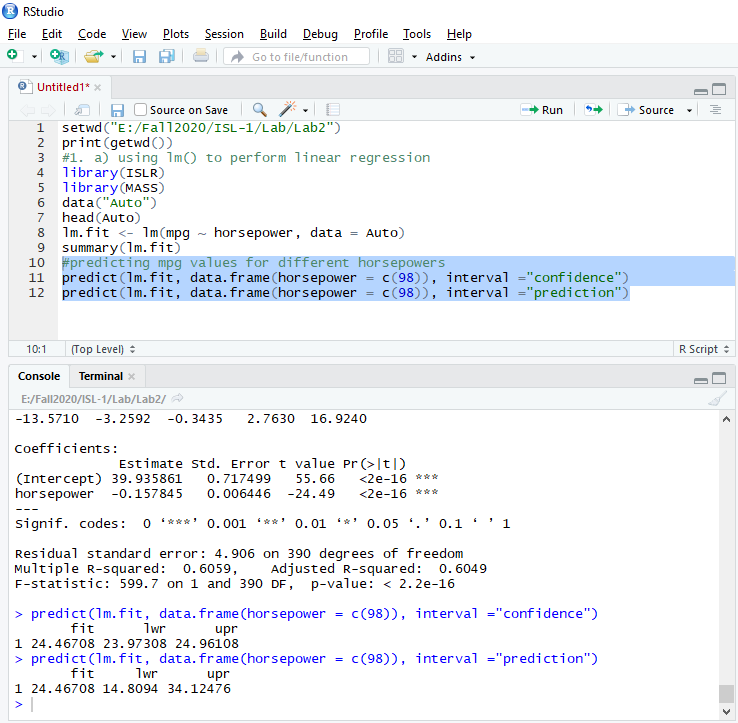 RStudio
File Edit Code View Plots Session Build Debug Profile Tools Help
Go to file/function Addins
Untitled1*
Source on Save Run Source
1 setwd("E:/Fall2020/ISL-1/Lab/Lab2")
2 print(getwd())
3 #1. a) using lm() to perform linear regression
4 library(ISLR)
5 library(MASS)
6 data("Auto")
7 head(Auto)
8 lm.fit <- lm(mpg ~ horsepower, data = Auto)
9 summary(lm.fit)
10 #predicting mpg values for different horsepowers
11 predict(lm.fit, data.frame(horsepower = c(98)), interval ="confidence")
12 predict(lm.fit, data.frame(horsepower = c(98)), interval ="prediction")
10:1 (Top Level) R Script
Console Terminal
E:/Fall2020/ISL-1/Lab/Lab2/
-13.5710 -3.2592 -0.3435 2.7630 16.9240
Coefficients:
Estimate Std. Error t value Pr(>|t|)
(Intercept) 39.935861 0.717499 55.66 <2e-16 ***
horsepower -0.157845 0.006446 -24.49 <2e-16 ***
---
Signif. codes: 0 ‘***’ 0.001 ‘**’ 0.01 ‘*’ 0.05 ‘.’ 0.1 ‘ ’ 1
Residual standard error: 4.906 on 390 degrees of freedom
Multiple R-squared: 0.6059, Adjusted R-squared: 0.6049
F-statistic: 599.7 on 1 and 390 DF, p-value: < 2.2e-16
> predict(lm.fit, data.frame(horsepower = c(98)), interval ="confidence")
fit lwr upr
1 24.46708 23.97308 24.96108
> predict(lm.fit, data.frame(horsepower = c(98)), interval ="prediction")
fit lwr upr
1 24.46708 14.8094 34.12476
>